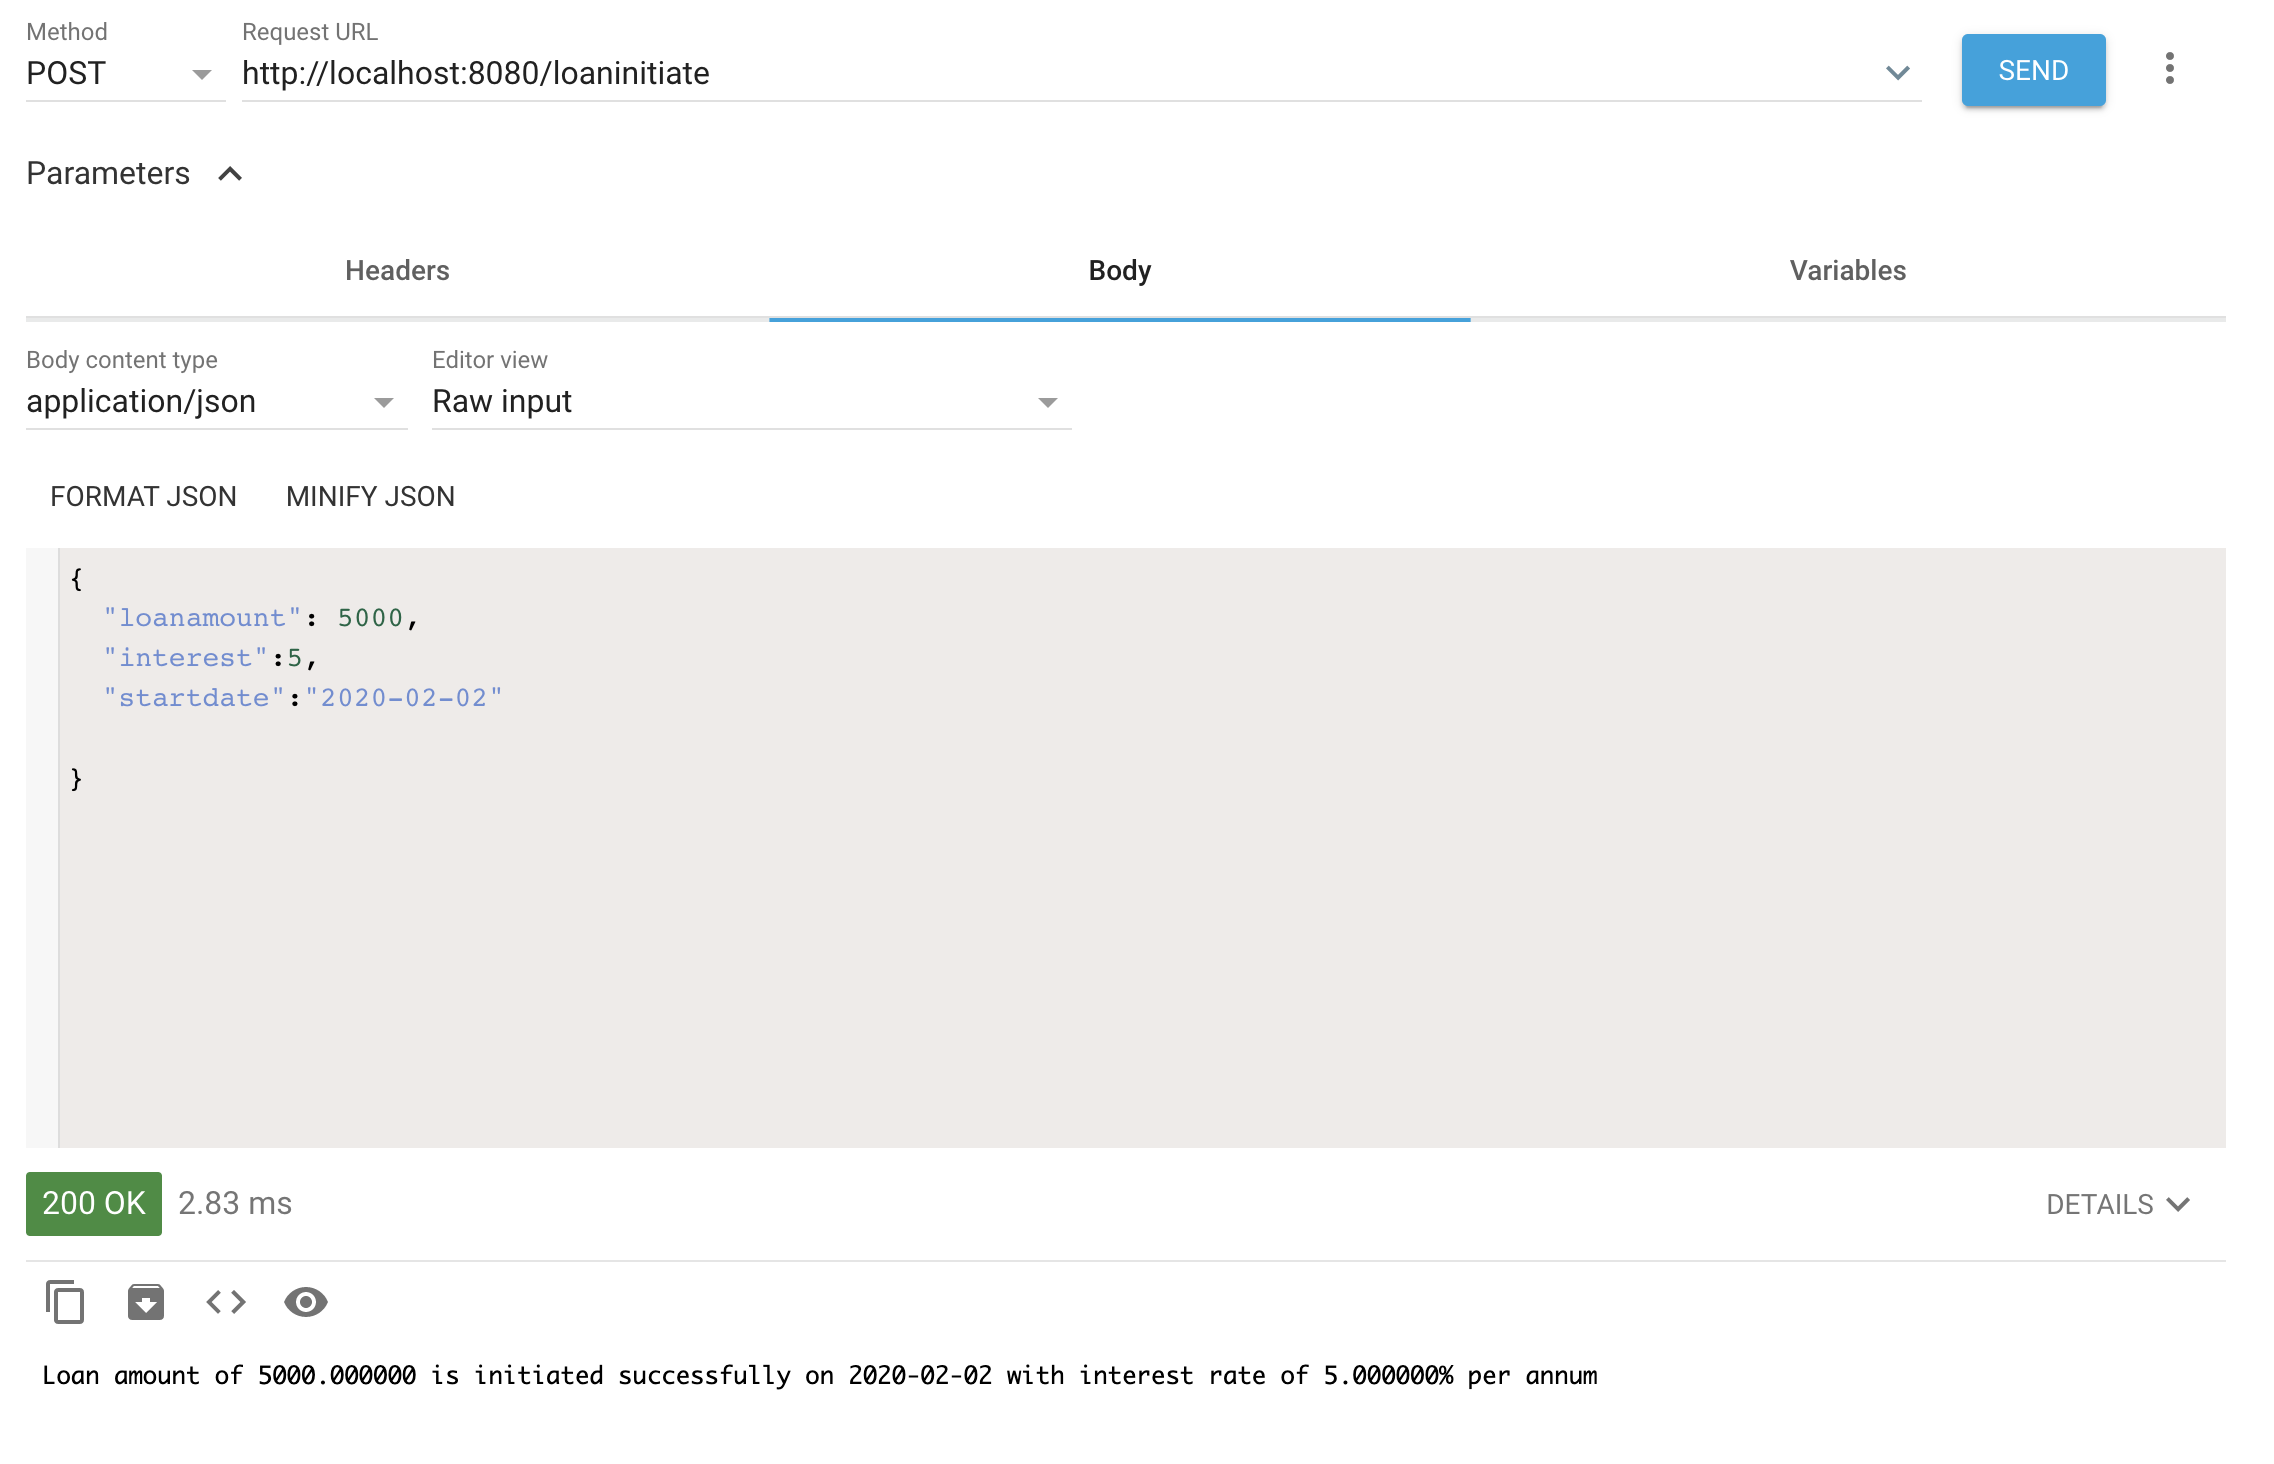 Method
Request URL
POST
http://localhost:8080/loaninitiate
SEND
Parameters
Headers
Body
Variables
Body content type
Editor view
application/json
Raw input
FORMAT JSON
MINIFY JSON
{
"loanamount": 5000,
"interest":5,
"startdate":"2020-02-02"
}
200 OK
2.83 ms
DETAILS
Loan amount of 5000.000000 is initiated successfully on 2020-02-02 with interest rate of 5.000000% per annum